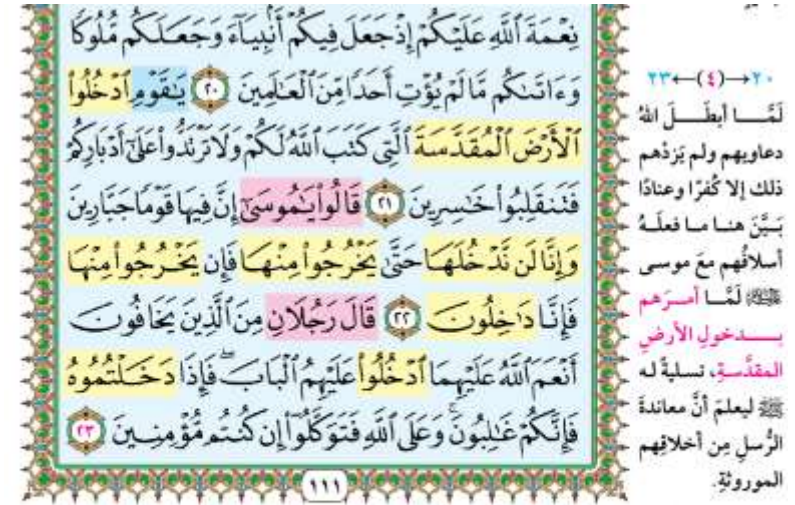 نِعْمَةَ ٱللَّهِ عَلَيْكُمْ إِذْ جَعَلَ فِيكُمْ أَنۢبِيَآءَ وَجَعَلَكُم مُّلُوكًا
وَءَاتَىٰكُم مَّا لَمْ يُؤْتِ أَحَدًا مِّنَ ٱلْعَـٰلَمِينَ ٢٠ يَـٰقَوْمِ ٱدْخُلُوا۟
ٱلْأَرْضَ ٱلْمُقَدَّسَةَ ٱلَّتِى كَتَبَ ٱللَّهُ لَكُمْ وَلَا تَرْتَدُّوا۟ عَلَىٰٓ أَدْبَارِكُمْ
فَتَنقَلِبُوا۟ خَـٰسِرِينَ ٢١ قَالُوا۟ يَـٰمُوسَىٰٓ إِنَّ فِيهَا قَوْمًا جَبَّارِينَ
وَإِنَّا لَن نَّدْخُلَهَا حَتَّىٰ يَخْرُجُوا۟ مِنْهَا فَإِن يَخْرُجُوا۟ مِنْهَا
فَإِنَّا دَٰخِلُونَ ٢٢ قَالَ رَجُلَانِ مِنَ ٱلَّذِينَ يَخَافُونَ
أَنْعَمَ ٱللَّهُ عَلَيْهِمَا ٱدْخُلُوا۟ عَلَيْهِمُ ٱلْبَابَ ۖ فَإِذَا دَخَلْتُمُوهُ
فَإِنَّكُمْ غَـٰلِبُونَ ۚ وَعَلَى ٱللَّهِ فَتَوَكَّلُوٓا۟ إِن كُنتُم مُّؤْمِنِينَ ٢٣
١١١
٢٠→(٤)←٢٣
لَمَّا أبطَلَ اللهُ
دعاويهم ولم يَزدْهم
ذلك إلا كُفرًا وعنادًا
بَيَّنَ هنا ما فعلَهُ
أسلافُهم معَ موسى
ﷺ لَمَّا أمرَهم
بدخولِ الأرضِ
المقدَّسةِ، تسليةً له
ﷺ ليعلمَ أنَّ معاندةَ
الرُّسلِ مِن أخلاقِهم
الموروثةِ.